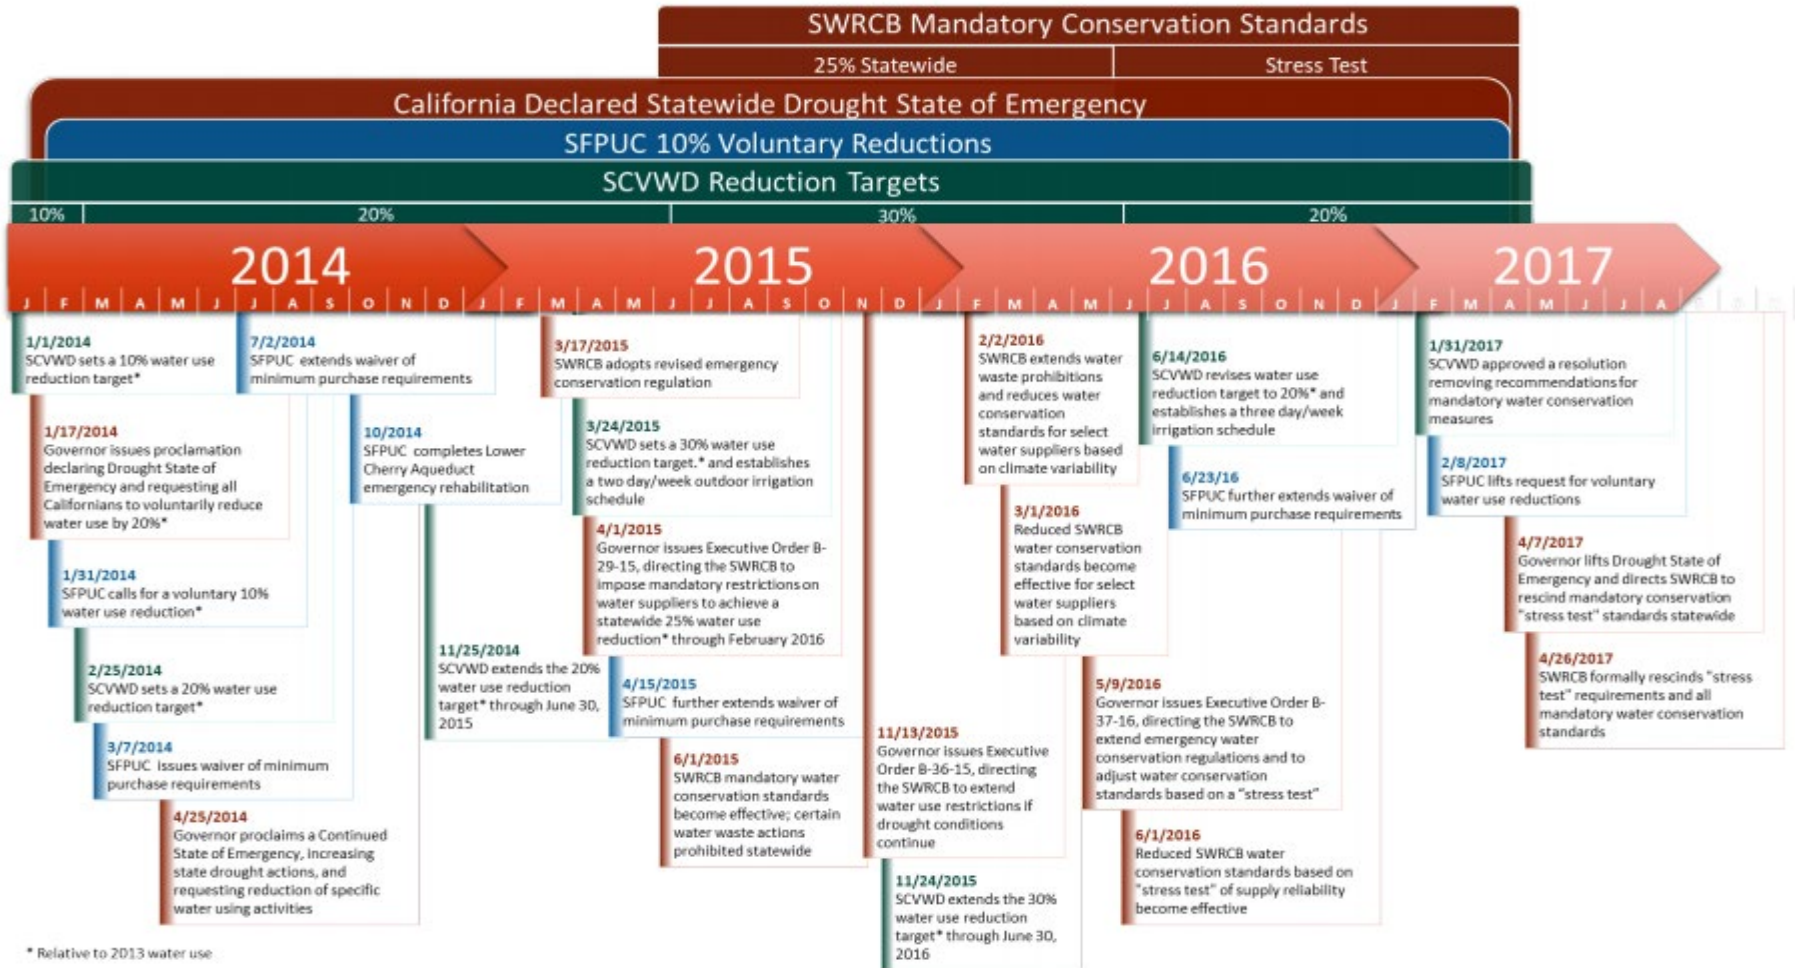 SWRCB Mandatory Conservation Standards
25% Statewide
Stress Test
California Declared Statewide Drought State of Emergency
SFPUC 10% Voluntary Reductions
SCVWD Reduction Targets
10%
20%
30%
20%
2014
2015
2016
2017
J F M A M J J A S O N D J F M A M J J A S O N D J F M A M J J A S O N D J F M A M J J A
1/1/2014
SCVWD sets a 10% water use
reduction target*
1/17/2014
Governor issues proclamation
declaring Drought State of
Emergency and requesting all
Californians to voluntarily reduce
water use by 20%*
1/31/2014
SFPUC calls for a voluntary 10%
water use reduction*
2/25/2014
SCVWD sets a 20% water use
reduction target*
3/7/2014
SFPUC issues waiver of minimum
purchase requirements
4/25/2014
Governor proclaims a Continued
State of Emergency, increasing
state drought actions, and
requesting reduction of specific
water using activities
7/2/2014
SFPUC extends waiver of
minimum purchase requirements
10/2014
SFPUC completes Lower
Cherry Aqueduct
emergency rehabilitation
11/25/2014
SCVWD extends the 20%
water use reduction
target* through June 30,
2015
3/17/2015
SWRCB adopts revised emergency
conservation regulation
3/24/2015
SCVWD sets a 30% water use
reduction target.* and establishes
a two day/week outdoor irrigation
schedule
4/1/2015
Governor issues Executive Order B-
29-15, directing the SWRCB to
impose mandatory restrictions on
water suppliers to achieve a
statewide 25% water use
reduction* through February 2016
4/15/2015
SFPUC further extends waiver of
minimum purchase requirements
6/1/2015
SWRCB mandatory water
conservation standards
become effective; certain
water waste actions
prohibited statewide
11/13/2015
Governor issues Executive
Order B-36-15, directing
the SWRCB to extend
water use restrictions if
drought conditions
continue
11/24/2015
SCVWD extends the 30%
water use reduction
target* through June 30,
2016
2/2/2016
SWRCB extends water
waste prohibitions
and reduces water
conservation
standards for select
water suppliers based
on climate variability
3/1/2016
Reduced SWRCB
water conservation
standards become
effective for select
water suppliers
based on climate
variability
5/9/2016
Governor issues Executive Order B-
37-16, directing the SWRCB to
extend emergency water
conservation regulations and to
adjust water conservation
standards based on a "stress test"
6/1/2016
Reduced SWRCB water
conservation standards based on
"stress test" of supply reliability
become effective
6/14/2016
SCVWD revises water use
reduction target to 20%* and
establishes a three day/week
irrigation schedule
6/23/16
SFPUC further extends waiver of
minimum purchase requirements
1/31/2017
SCVWD approved a resolution
removing recommendations for
mandatory water conservation
measures
2/8/2017
SFPUC lifts request for voluntary
water use reductions
4/7/2017
Governor lifts Drought State of
Emergency and directs SWRCB to
rescind mandatory conservation
"stress test" standards statewide
4/26/2017
SWRCB formally rescinds "stress
test" requirements and all
mandatory water conservation
standards
* Relative to 2013 water use